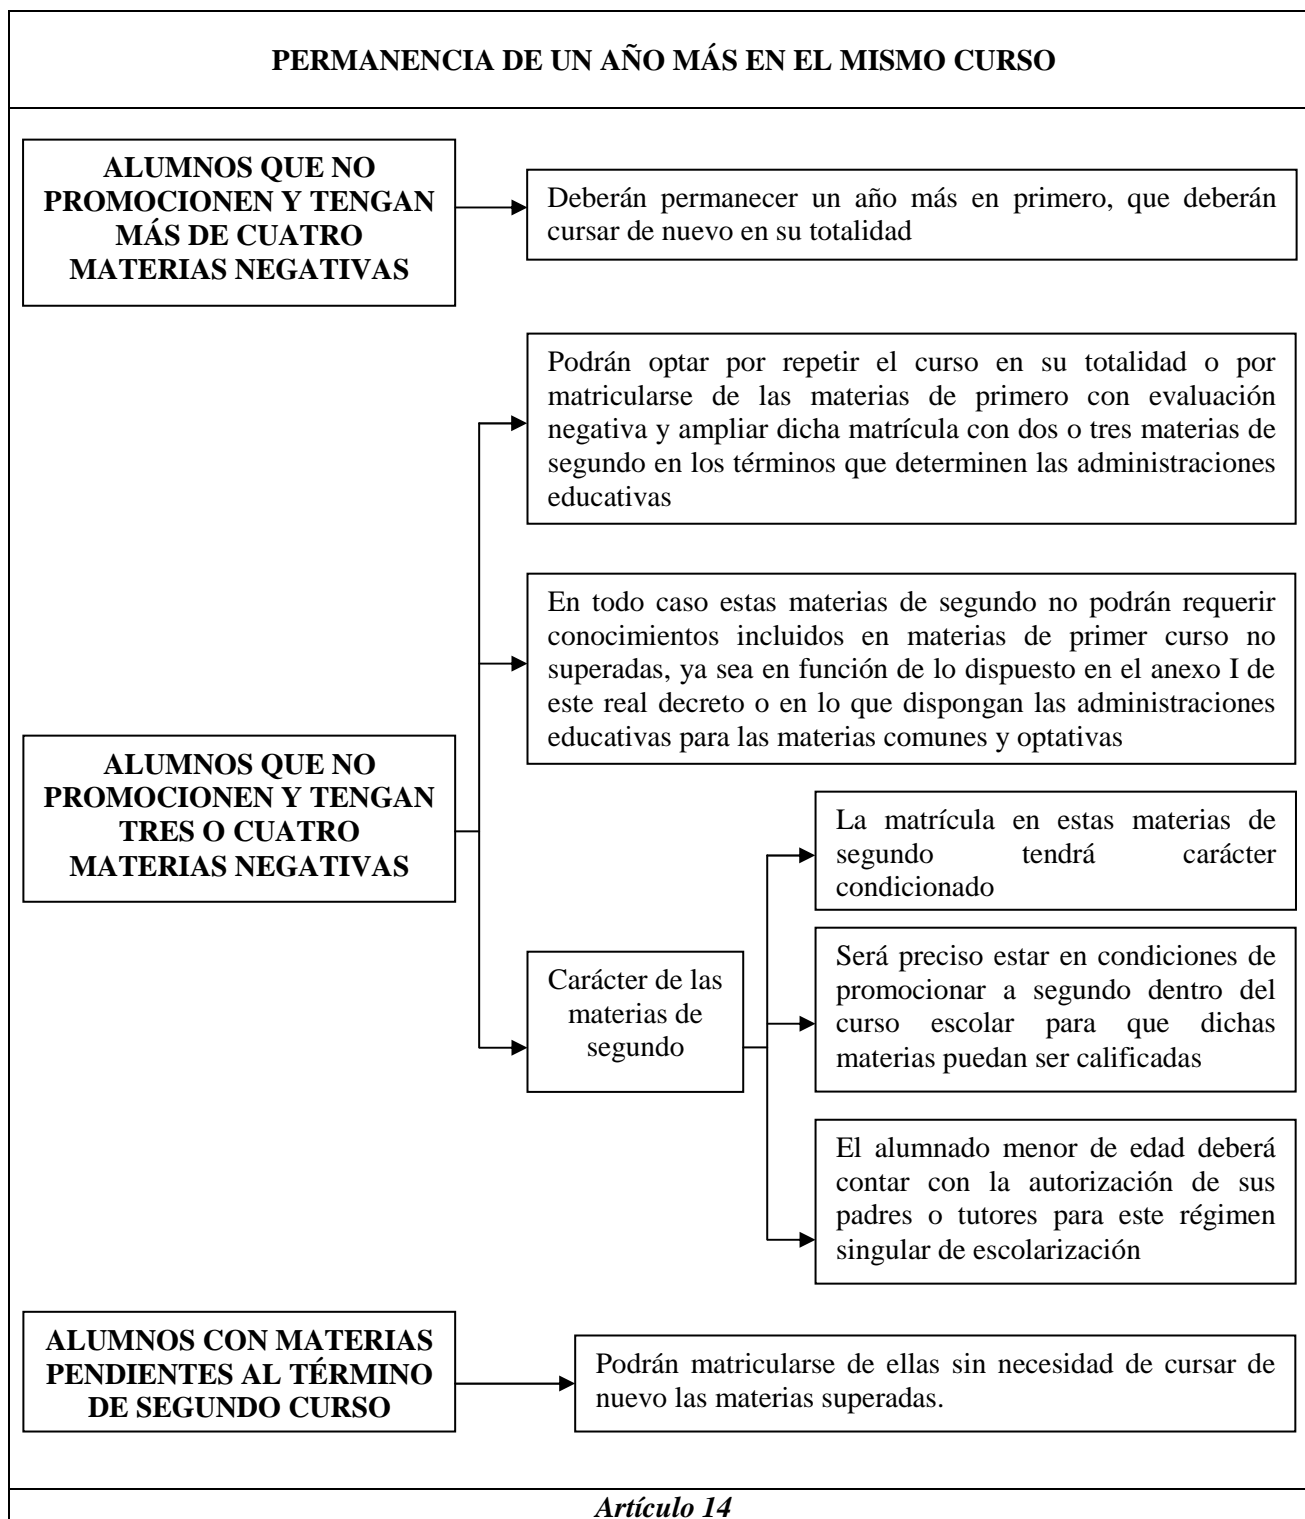 PERMANENCIA DE UN AÑO MÁS EN EL MISMO CURSO
ALUMNOS QUE NO
PROMOCIONEN Y TENGAN
MÁS DE CUATRO
MATERIAS NEGATIVAS
Deberán permanecer un año más en primero, que deberán
cursar de nuevo en su totalidad
Podrán optar por repetir el curso en su totalidad o por
matricularse de las materias de primero con evaluación
negativa y ampliar dicha matrícula con dos o tres materias de
segundo en los términos que determinen las administraciones
educativas
En todo caso estas materias de segundo no podrán requerir
conocimientos incluidos en materias de primer curso no
superadas, ya sea en función de lo dispuesto en el anexo I de
este real decreto o en lo que dispongan las administraciones
educativas para las materias comunes y optativas
ALUMNOS QUE NO
PROMOCIONEN Y TENGAN
TRES O CUATRO
MATERIAS NEGATIVAS
Carácter de las
materias de
segundo
La matrícula en estas materias de
segundo tendrá carácter
condicionado
Será preciso estar en condiciones de
promocionar a segundo dentro del
curso escolar para que dichas
materias puedan ser calificadas
El alumnado menor de edad deberá
contar con la autorización de sus
padres o tutores para este régimen
singular de escolarización
ALUMNOS CON MATERIAS
PENDIENTES AL TÉRMINO
DE SEGUNDO CURSO
Podrán matricularse de ellas sin necesidad de cursar de
nuevo las materias superadas.
Artículo 14